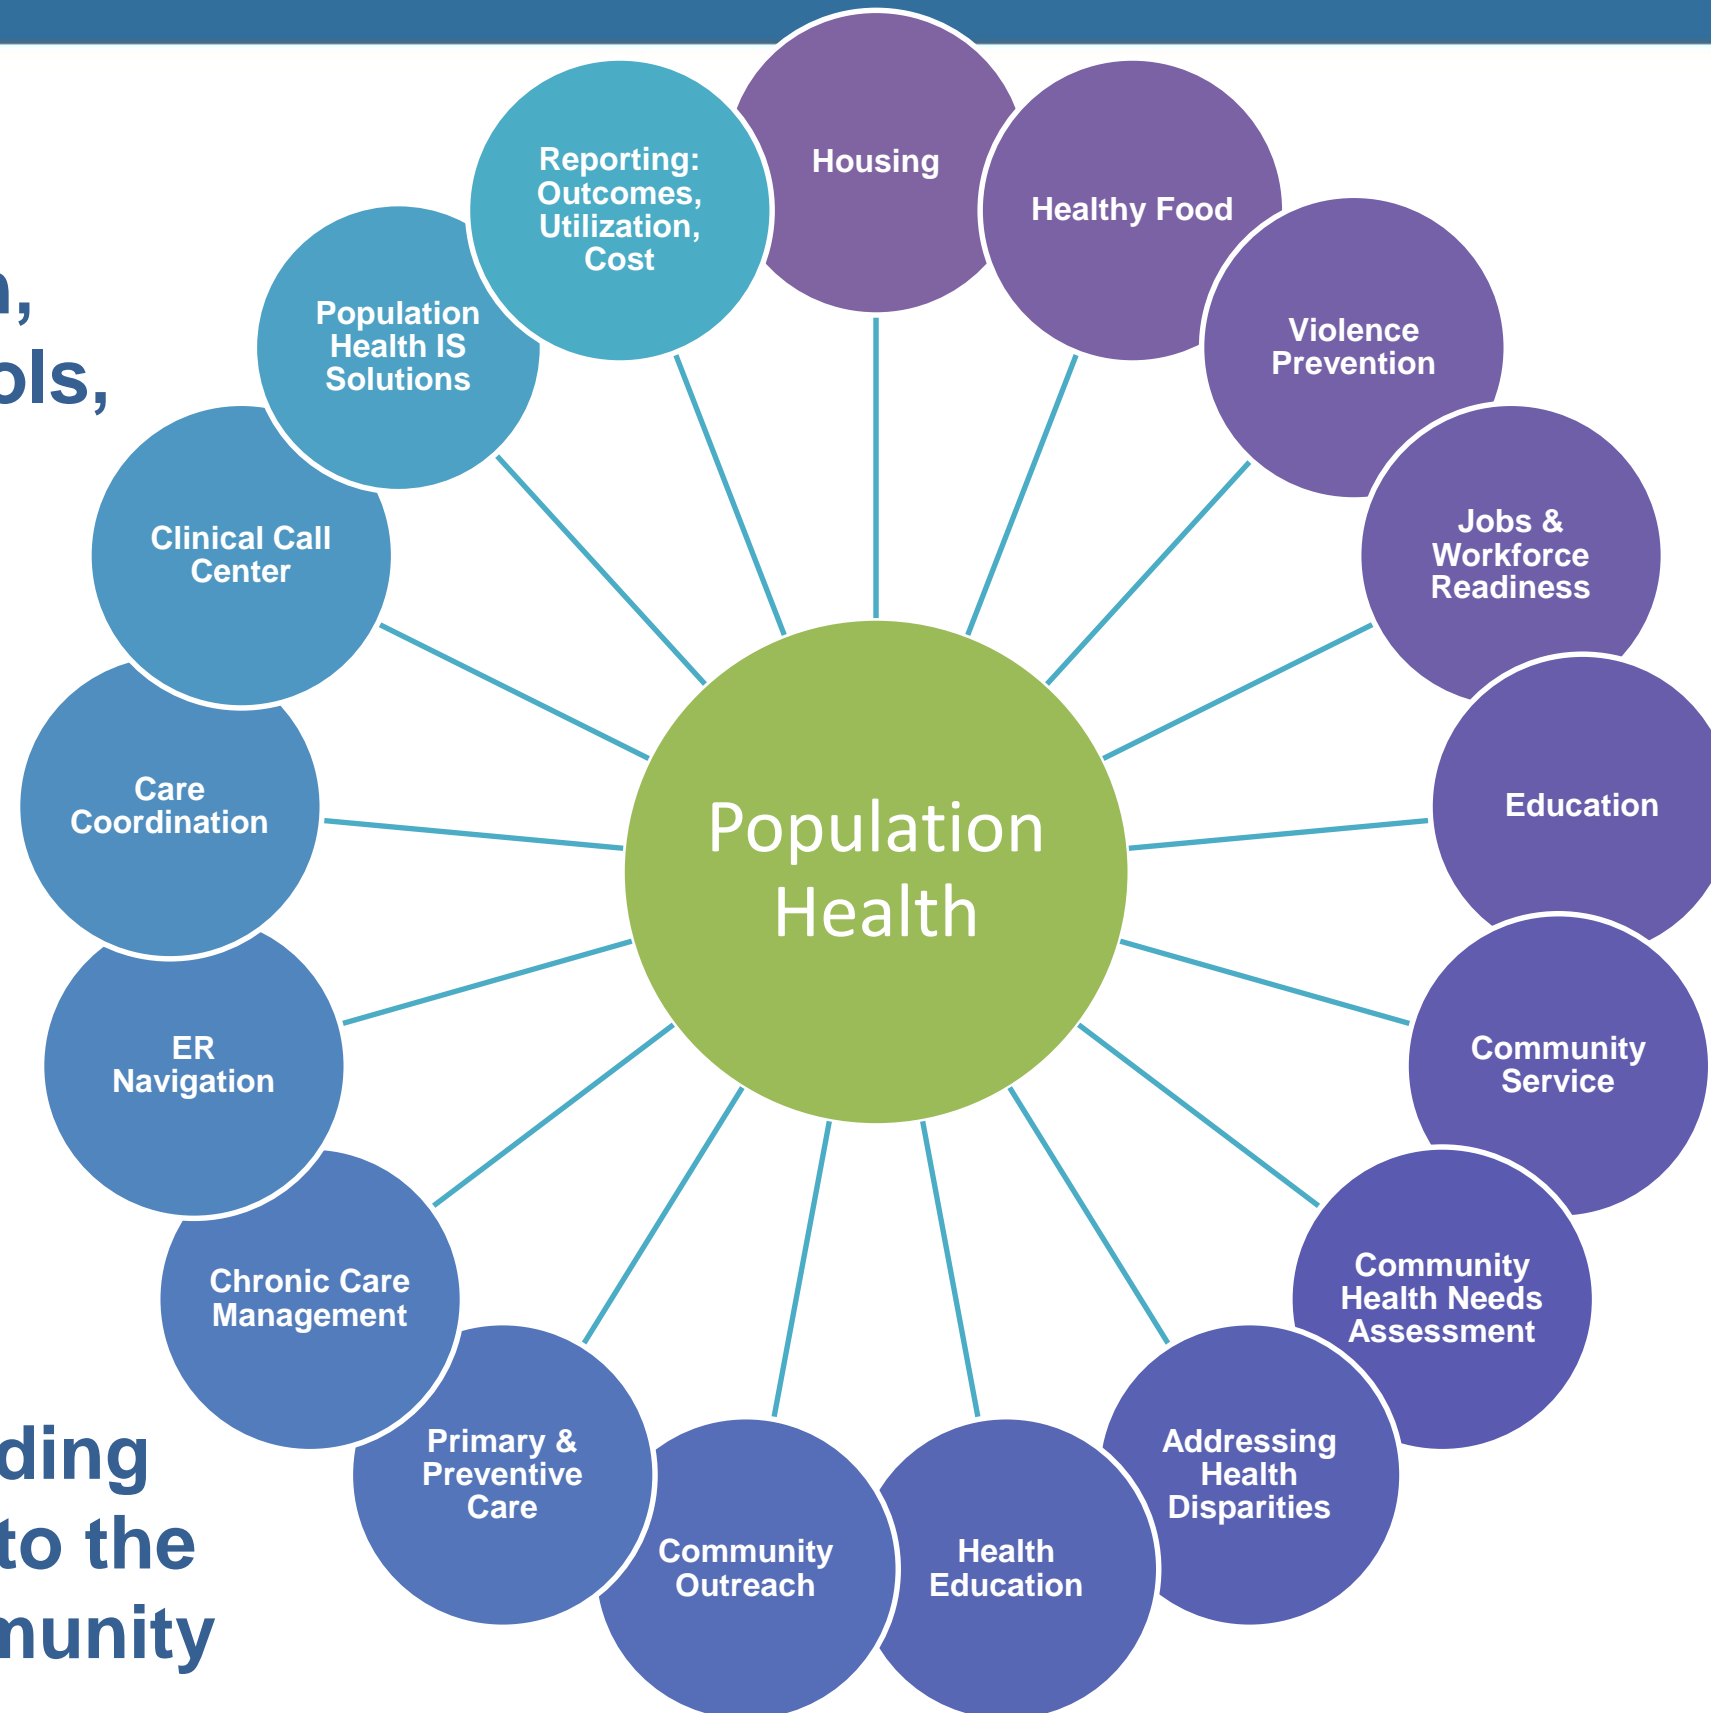 Housing
Healthy Food
Violence
Prevention
Jobs &
Workforce
Readiness
Education
Community
Service
Community
Health Needs
Assessment
Addressing
Health
Disparities
Health
Education
Community
Outreach
Primary &
Preventive
Care
Chronic Care
Management
ER
Navigation
Care
Coordination
Clinical Call
Center
Population
Health IS
Solutions
Reporting:
Outcomes,
Utilization,
Cost
Population
Health
to the